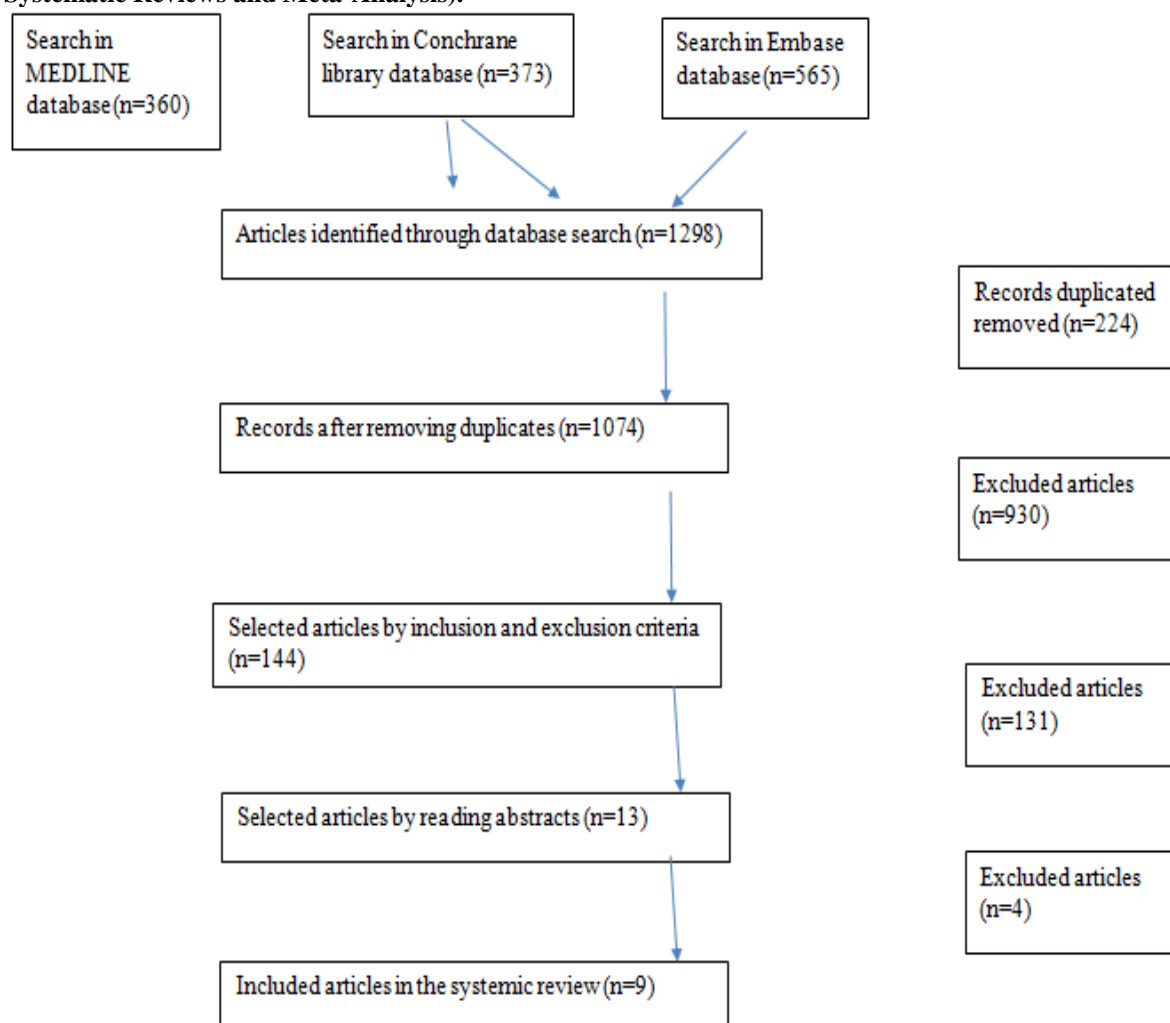 Systematic Reviews and Meta-Analysis).
Search in
MEDLINE
database (n=360)
Search in Conchrane
library database (n=373)
Search in Embase
database (n=565)
Articles identified through database search (n=1298)
Records duplicated
removed (n=224)
Records after removing duplicates (n=1074)
Excluded articles
(n=930)
Selected articles by inclusion and exclusion criteria
(n=144)
Excluded articles
(n=131)
Selected articles by reading abstracts (n=13)
Excluded articles
(n=4)
Included articles in the systemic review (n=9)